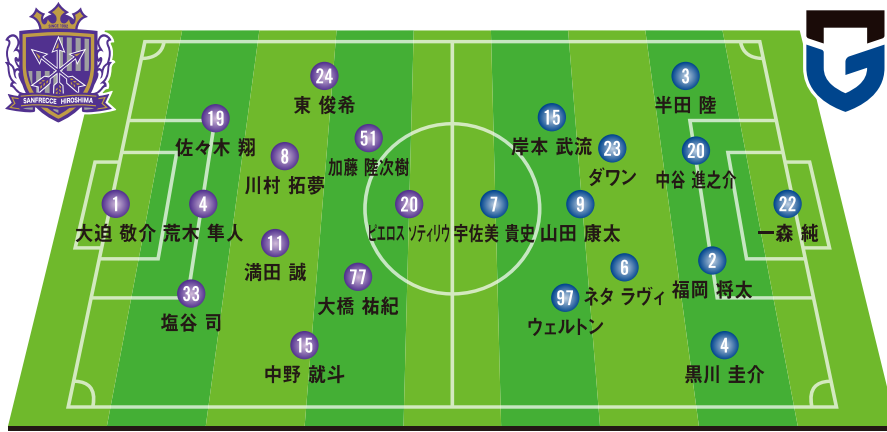 SINCE 1992
SANFRECCE HIROSHIMA
24
東 俊希
19
佐々木 翔
8
川村 拓夢
51
加藤 陸次樹
1
大迫 敬介
4
荒木 隼人
20
ピエロス ソティリウ
11
満田 誠
77
大橋 祐紀
33
塩谷 司
15
中野 就斗
3
半田 陸
15
岸本 武流
23
ダワン
20
中谷 進之介
7
宇佐美 貴史
9
山田 康太
22
一森 純
6
ネタ ラヴィ
2
福岡 将太
97
ウェルトン
4
黒川 圭介